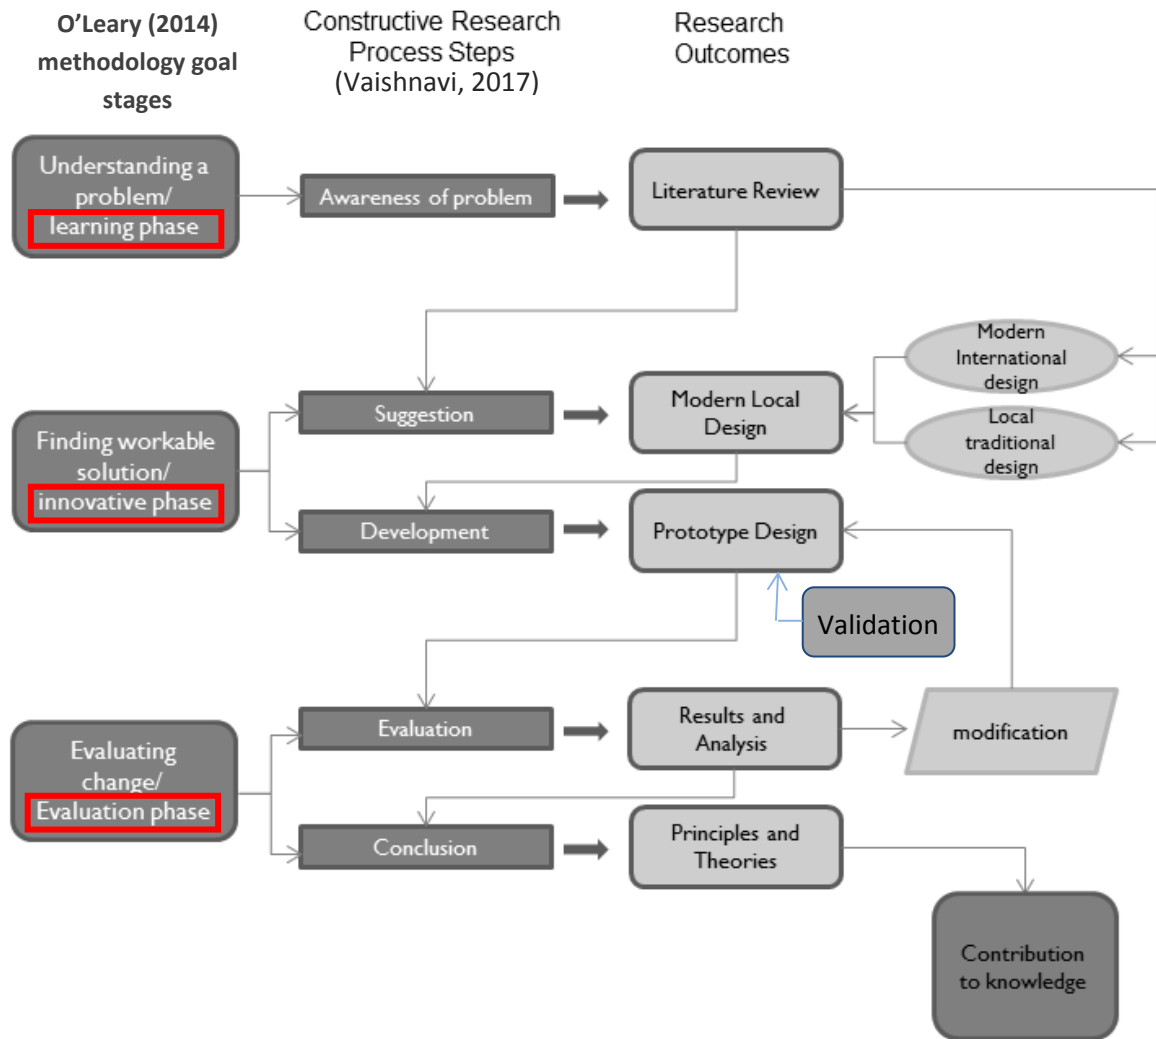 O’Leary (2014)
methodology goal
stages
Constructive Research
Process Steps
(Vaishnavi, 2017)
Research
Outcomes
Understanding a
problem/
learning phase
Awareness of problem
Literature Review
Modern
International
design
Suggestion
Modern Local
Design
Local
traditional
design
Finding workable
solution/
innovative phase
Development
Prototype Design
Validation
Evaluation
Results and
Analysis
modification
Evaluating
change/
Evaluation phase
Conclusion
Principles and
Theories
Contribution
to knowledge